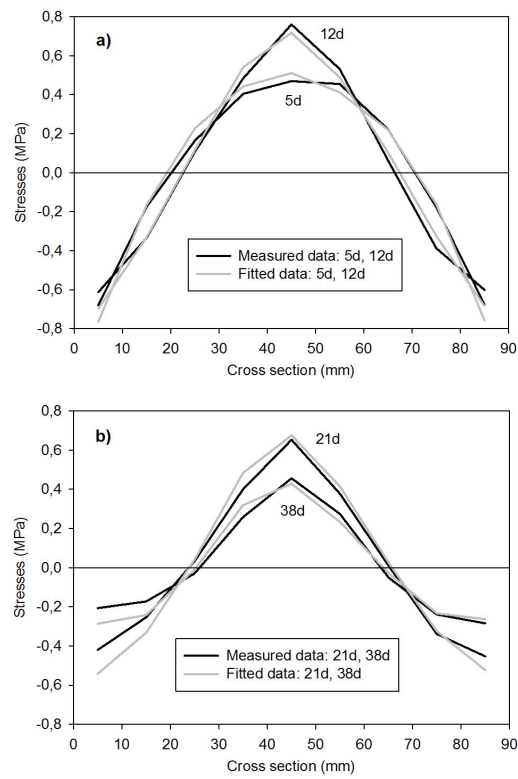 a)
12d
5d
0,8
0,6
0,4
0,2
0,0
-0,2
-0,4
-0,6
-0,8
Stresses (MPa)
Measured data: 5d, 12d
Fitted data: 5d, 12d
0 10 20 30 40 50 60 70 80 90
Cross section (mm)
b)
21d
38d
0,8
0,6
0,4
0,2
0,0
-0,2
-0,4
-0,6
-0,8
Stresses (MPa)
Measured data: 21d, 38d
Fitted data: 21d, 38d
0 10 20 30 40 50 60 70 80 90
Cross section (mm)